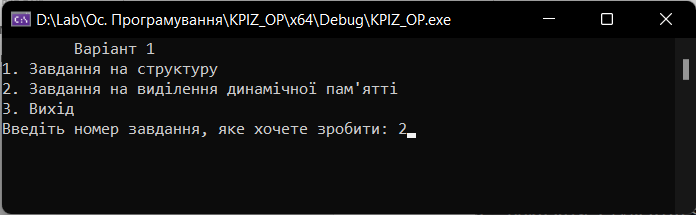 D:\Lab\Ос. Програмування\KPIZ_OP\x64\Debug\KPIZ_OP.exe
Варіант 1
1. Завдання на структуру
2. Завдання на виділення динамічної пам'ятті
3. Вихід
Введіть номер завдання, яке хочете зробити: 2